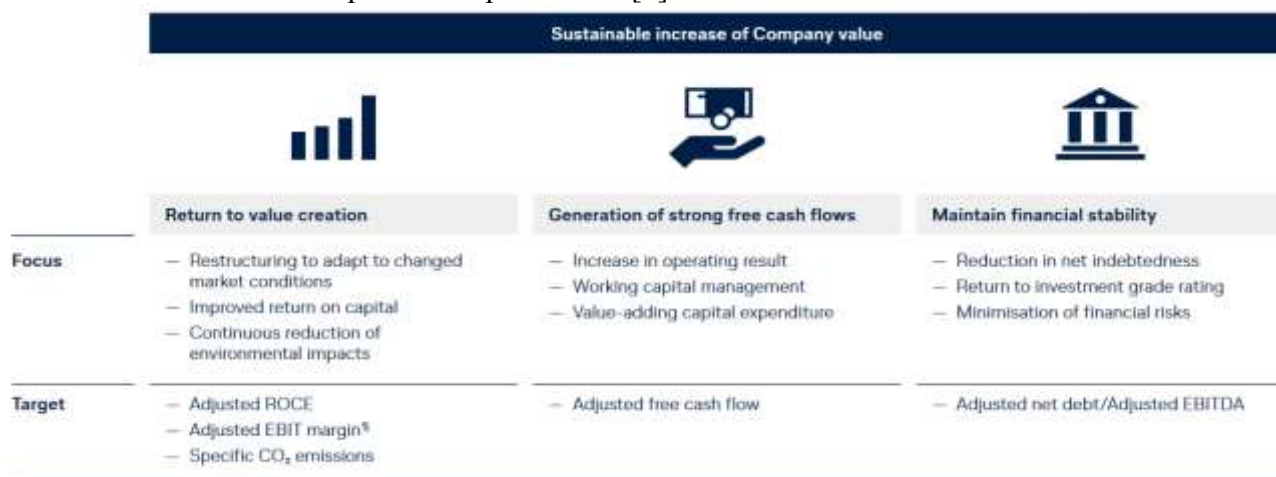 Sustainable increase of Company value
Return to value creation
Generation of strong free cash flows
Maintain financial stability
Focus
— Restructuring to adapt to changed
market conditions
— Improved return on capital
— Continuous reduction of
environmental impacts
— Increase in operating result
— Working capital management
— Value-adding capital expenditure
— Reduction in net indebtedness
— Return to investment grade rating
— Minimisation of financial risks
Target
— Adjusted ROCE
— Adjusted EBIT margin
— Specific CO₂ emissions
— Adjusted free cash flow
— Adjusted net debt/Adjusted EBITDA